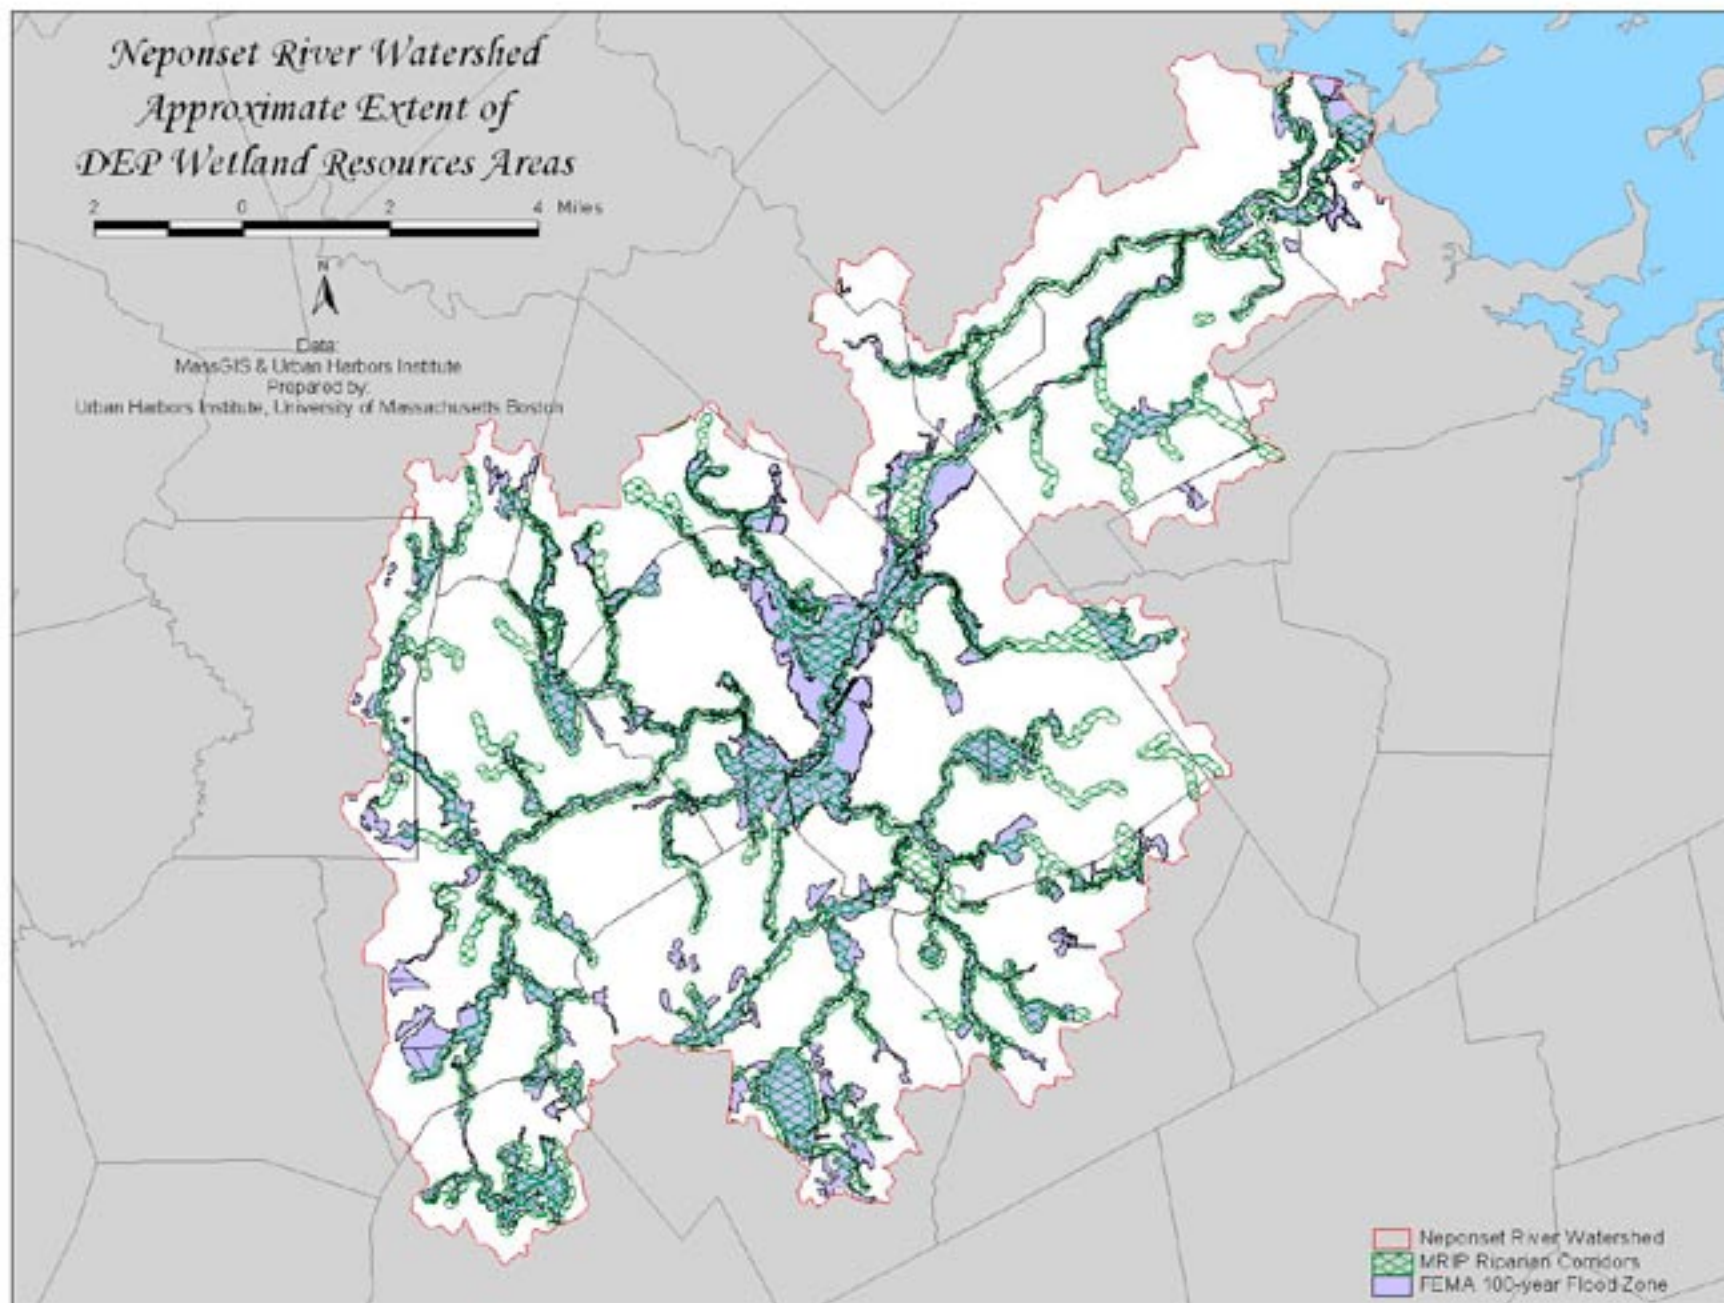 Neponset River Watershed
Approximate Extent of
DEP Wetland Resources Areas
2 0 2 4 Miles
N
Data:
MassGIS & Urban Harbors Institute
Prepared by:
Urban Harbors Institute, University of Massachusetts Boston
Neponset River Watershed
MRIP Riparian Corridors
FEMA 100-year Flood Zone